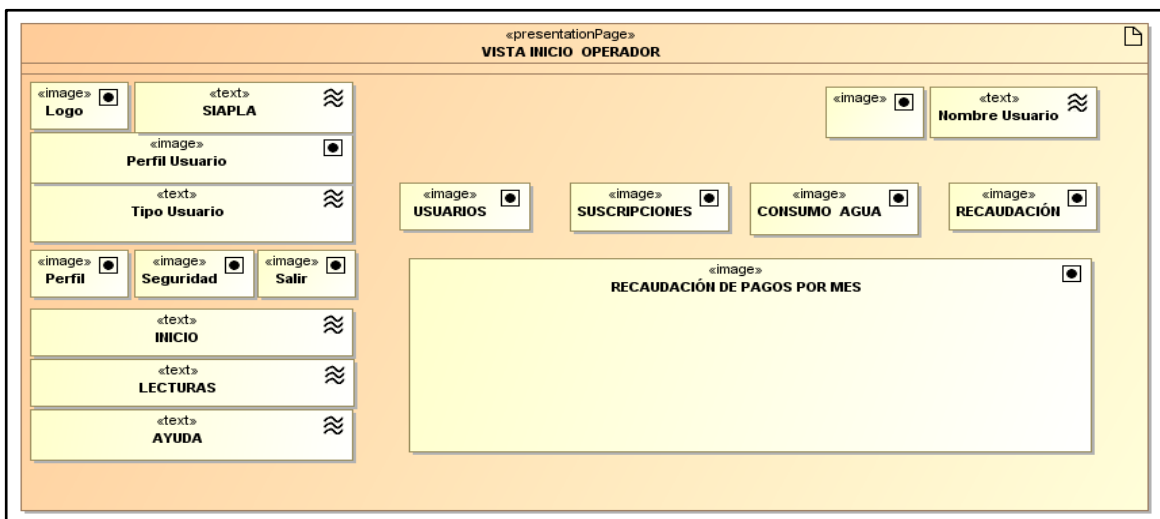 «presentationPage»
VISTA INICIO OPERADOR
«image»
Logo
«text»
SIAPLA
«image»
«text»
Nombre Usuario
«image»
Perfil Usuario
«text»
Tipo Usuario
«image»
USUARIOS
«image»
SUSCRIPCIONES
«image»
CONSUMO AGUA
«image»
RECAUDACIÓN
«image»
Perfil
«image»
Seguridad
«image»
Salir
«image»
RECAUDACIÓN DE PAGOS POR MES
«text»
INICIO
«text»
LECTURAS
«text»
AYUDA